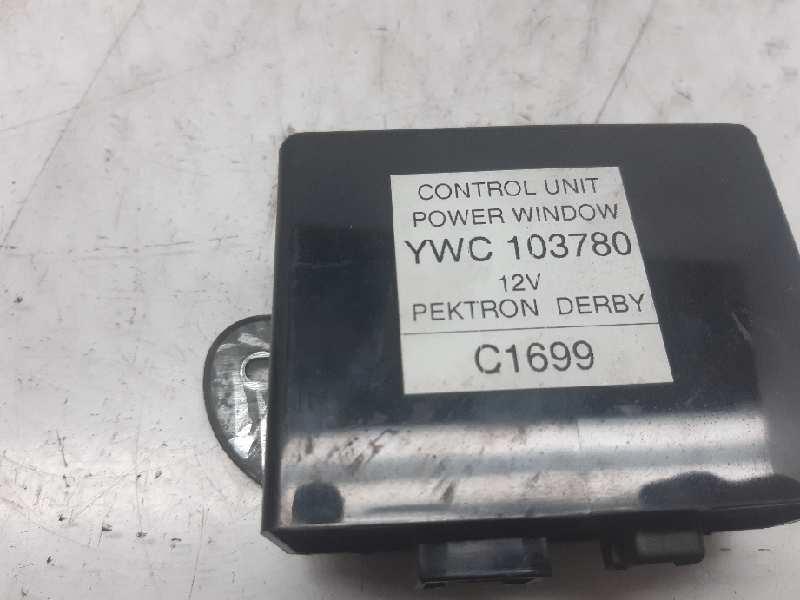 CONTROL UNIT
POWER WINDOW
YWC 103780
12V
PEKTRON DERBY
C1699